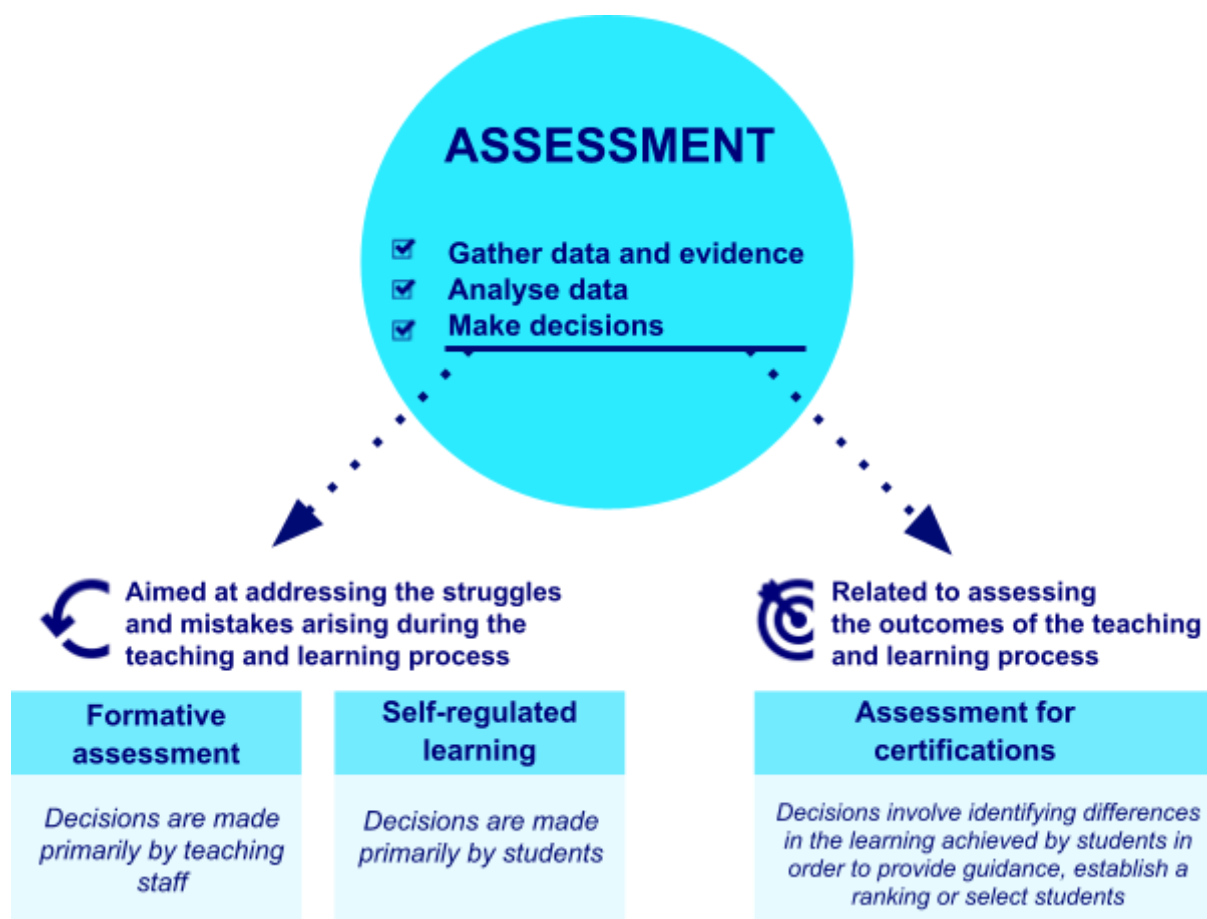 ASSESSMENT
Gather data and evidence
Analyse data
Make decisions
Aimed at addressing the struggles
and mistakes arising during the
teaching and learning process
Related to assessing
the outcomes of the teaching
and learning process
Formative
assessment
Decisions are made
primarily by teaching
staff
Self-regulated
learning
Decisions are made
primarily by students
Assessment for
certifications
Decisions involve identifying differences
in the learning achieved by students in
order to provide guidance, establish a
ranking or select students